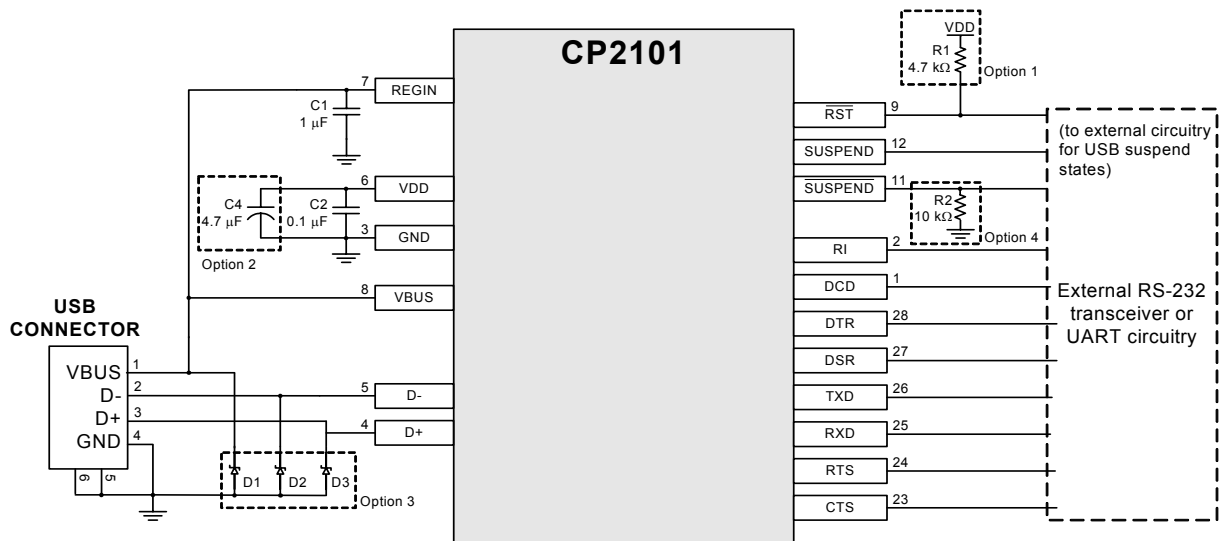 CP2101
7
REGIN
C1
1 μF
6
VDD
C4
4.7 μF
C2
0.1 μF
3
GND
Option 2
8
VBUS
USB
CONNECTOR
VBUS
1
D-
2
D+
3
GND
4
6
5
5
D-
4
D+
D1
D2
D3
Option 3
VDD
R1
4.7 kΩ
Option 1
RST
9
SUSPEND
12
SUSPEND
11
R2
10 kΩ
Option 4
RI
2
DCD
1
DTR
28
DSR
27
TXD
26
RXD
25
RTS
24
CTS
23
(to external circuitry
for USB suspend
states)
External RS-232
transceiver or
UART circuitry